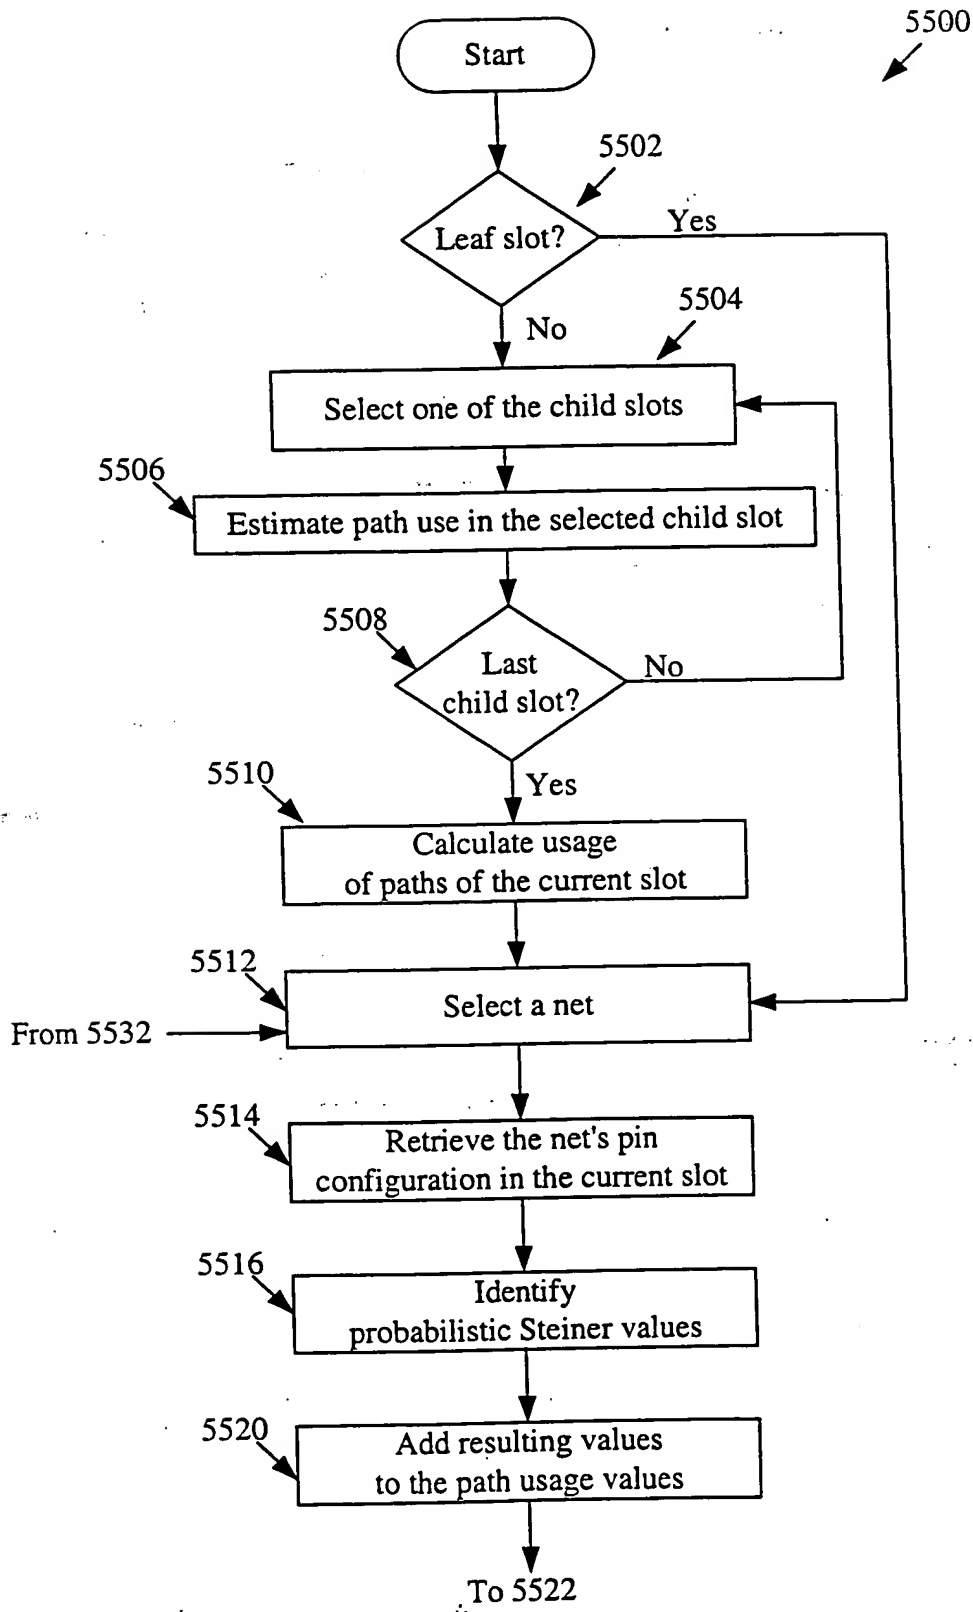 5500
Start
5502
Leaf slot?
Yes
No
5504
Select one of the child slots
5506
Estimate path use in the selected child slot
5508
Last
child slot?
No
Yes
5510
Calculate usage
of paths of the current slot
5512
Select a net
From 5532
5514
Retrieve the net's pin
configuration in the current slot
5516
Identify
probabilistic Steiner values
5520
Add resulting values
to the path usage values
To 5522